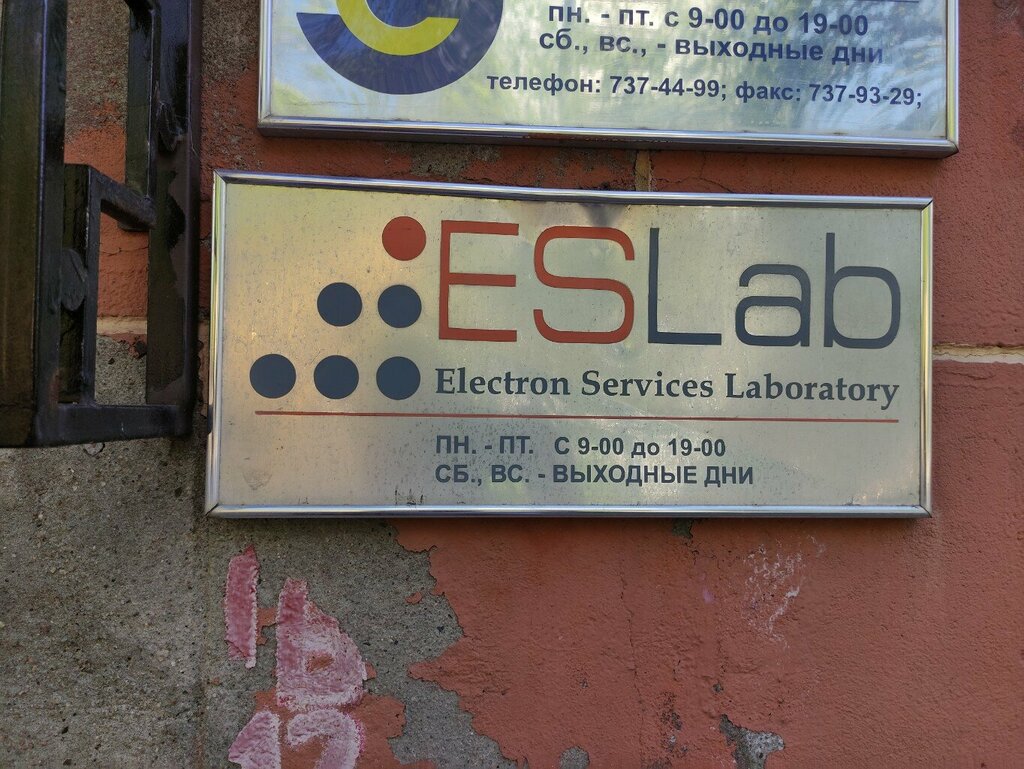 пн. - пт. с 9-00 до 19-00
сб., вс., - выходные дни
телефон: 737-44-99; факс: 737-93-29;
ESLab
Electron Services Laboratory
ПН. - ПТ. С 9-00 до 19-00
СБ., ВС. - ВЫХОДНЫЕ ДНИ